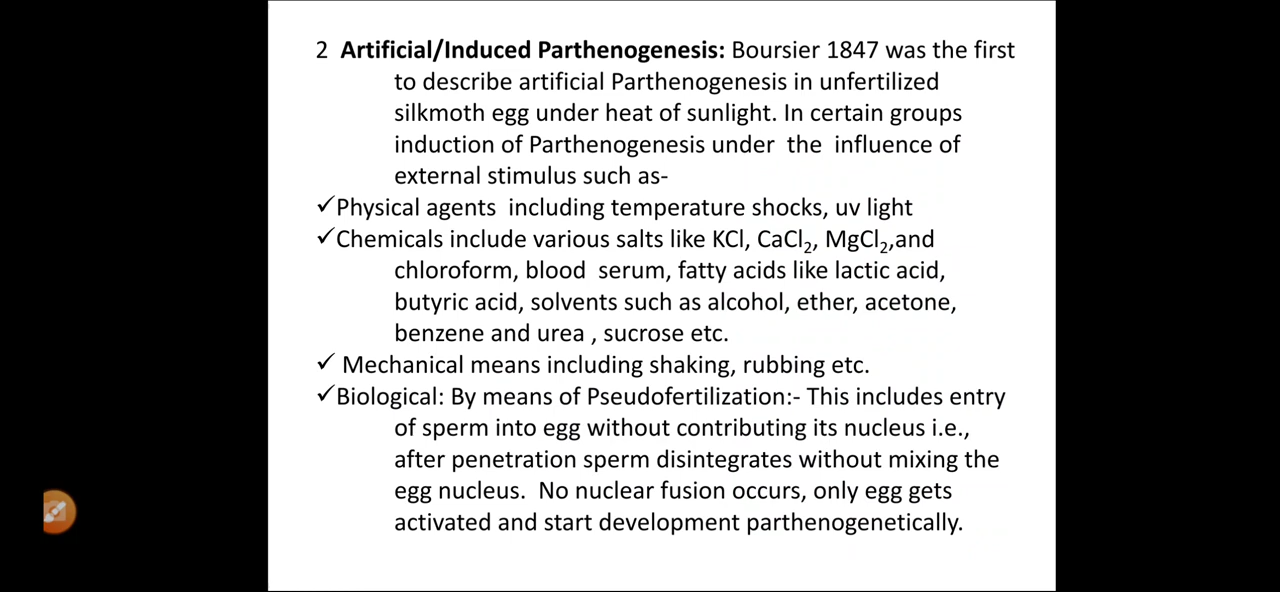 2 Artificial/Induced Parthenogenesis: Boursier 1847 was the first
to describe artificial Parthenogenesis in unfertilized
silkmoth egg under heat of sunlight. In certain groups
induction of Parthenogenesis under the influence of
external stimulus such as-
✓Physical agents including temperature shocks, uv light
✓Chemicals include various salts like KCl, CaCl₂, MgCl₂,and
chloroform, blood serum, fatty acids like lactic acid,
butyric acid, solvents such as alcohol, ether, acetone,
benzene and urea , sucrose etc.
✓ Mechanical means including shaking, rubbing etc.
✓Biological: By means of Pseudofertilization:- This includes entry
of sperm into egg without contributing its nucleus i.e.,
after penetration sperm disintegrates without mixing the
egg nucleus. No nuclear fusion occurs, only egg gets
activated and start development parthenogenetically.